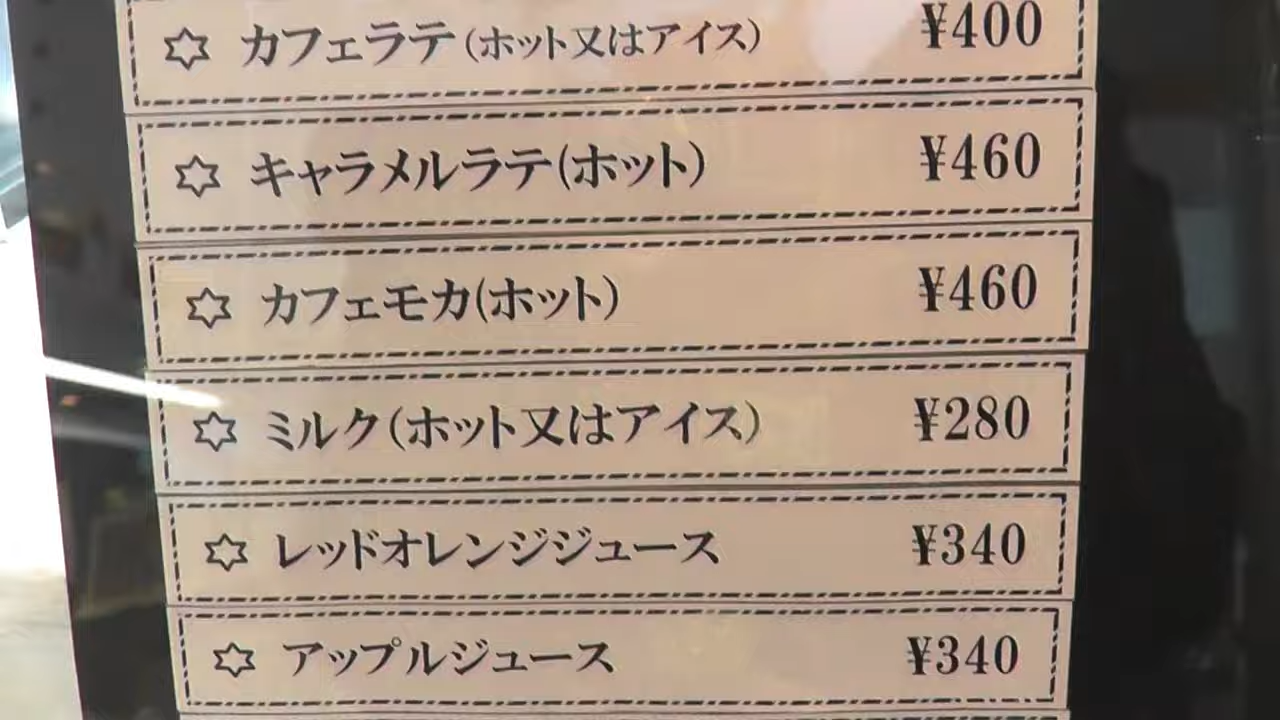 ☆ カフェラテ(ホット又はアイス) ¥400
☆ キャラメルラテ(ホット) ¥460
☆ カフェモカ(ホット) ¥460
☆ ミルク(ホット又はアイス) ¥280
☆ レッドオレンジジュース ¥340
☆ アップルジュース ¥340